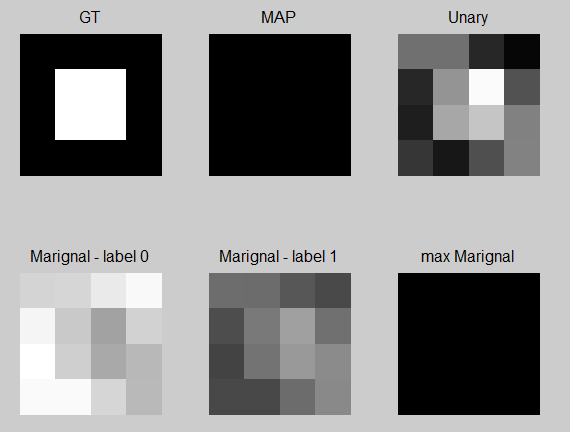 GT
MAP
Unary
Marignal - label 0
Marignal - label 1
max Marignal